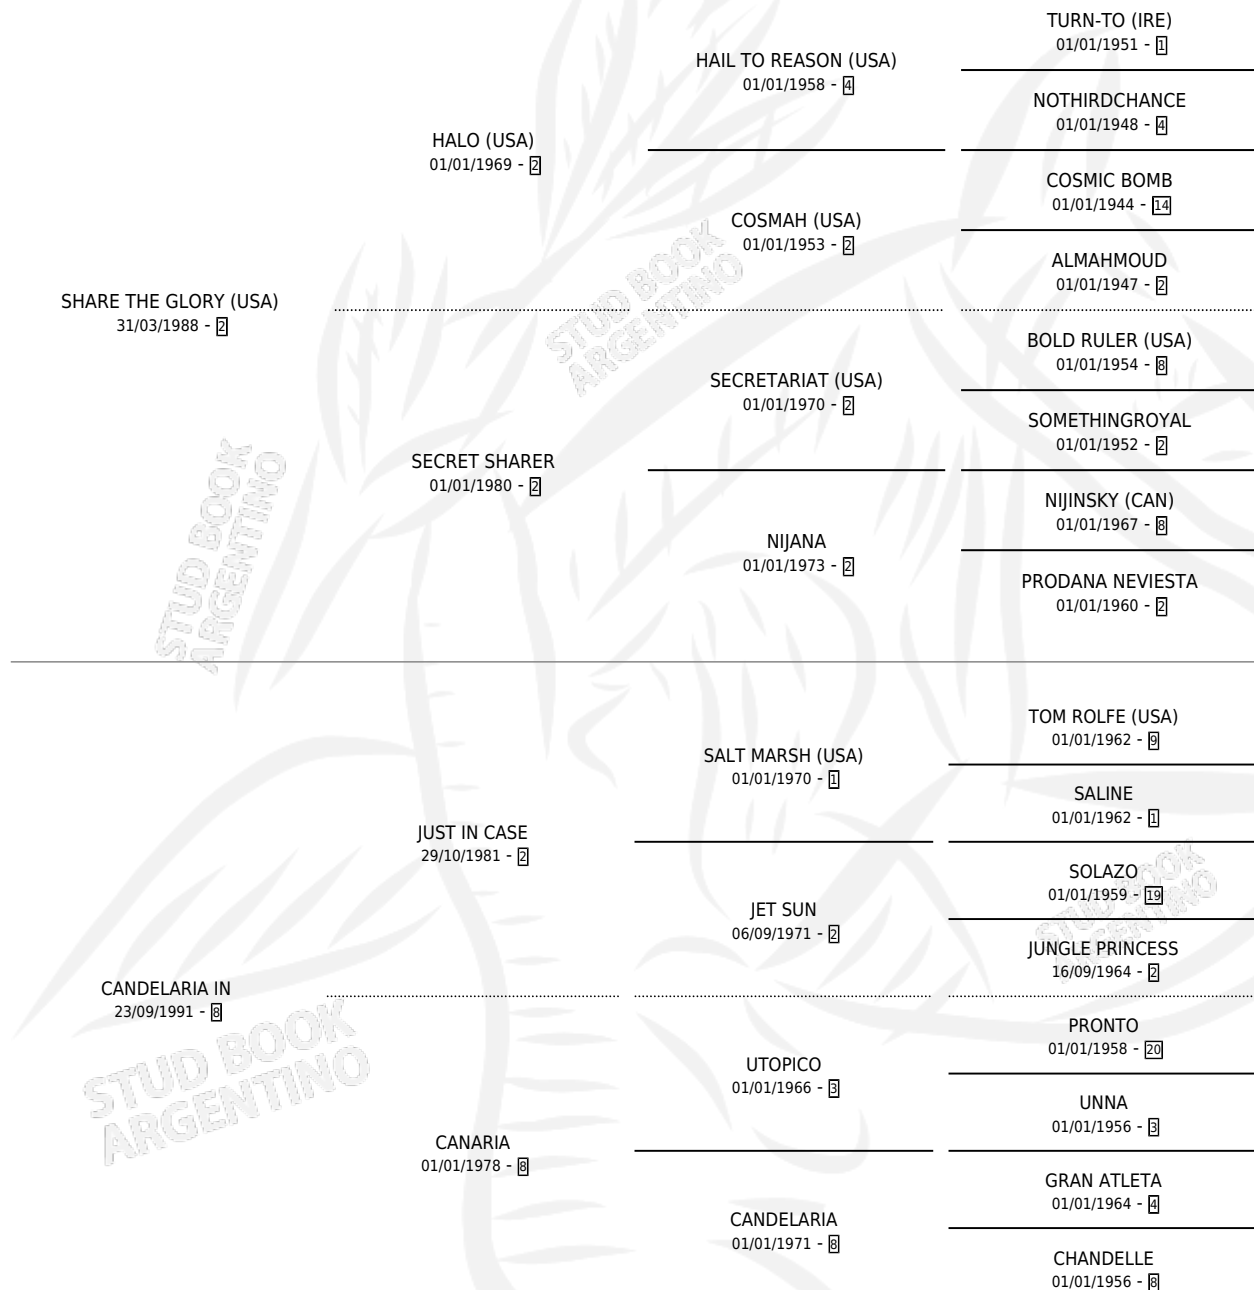 TURN-TO (IRE)
01/01/1951 - 1
HAIL TO REASON (USA)
01/01/1958 - 4
NOTHIRDCHANCE
01/01/1948 - 4
HALO (USA)
01/01/1969 - 2
COSMIC BOMB
01/01/1944 - 14
COSMAH (USA)
01/01/1953 - 2
ALMAHMOUD
01/01/1947 - 2
SHARE THE GLORY (USA)
31/03/1988 - 2
STUD BOOK
ARGENTINO
BOLD RULER (USA)
01/01/1954 - 8
SECRETARIAT (USA)
01/01/1970 - 2
SOMETHINGROYAL
01/01/1952 - 2
SECRET SHARER
01/01/1980 - 2
NIJINSKY (CAN)
01/01/1967 - 8
NIJANA
01/01/1973 - 2
PRODANA NEVIESTA
01/01/1960 - 2
STUD BOOK
ARGENTINO
TOM ROLFE (USA)
01/01/1962 - 9
SALT MARSH (USA)
01/01/1970 - 1
SALINE
01/01/1962 - 1
JUST IN CASE
29/10/1981 - 2
SOLAZO
01/01/1959 - 19
JET SUN
06/09/1971 - 2
STUD BOOK
ARGENTINO
JUNGLE PRINCESS
16/09/1964 - 2
CANDELARIA IN
23/09/1991 - 8
STUD BOOK
ARGENTINO
PRONTO
01/01/1958 - 20
UTOPICO
01/01/1966 - 3
UNNA
01/01/1956 - 3
CANARIA
01/01/1978 - 8
GRAN ATLETA
01/01/1964 - 4
CANDELARIA
01/01/1971 - 8
CHANDELLE
01/01/1956 - 8